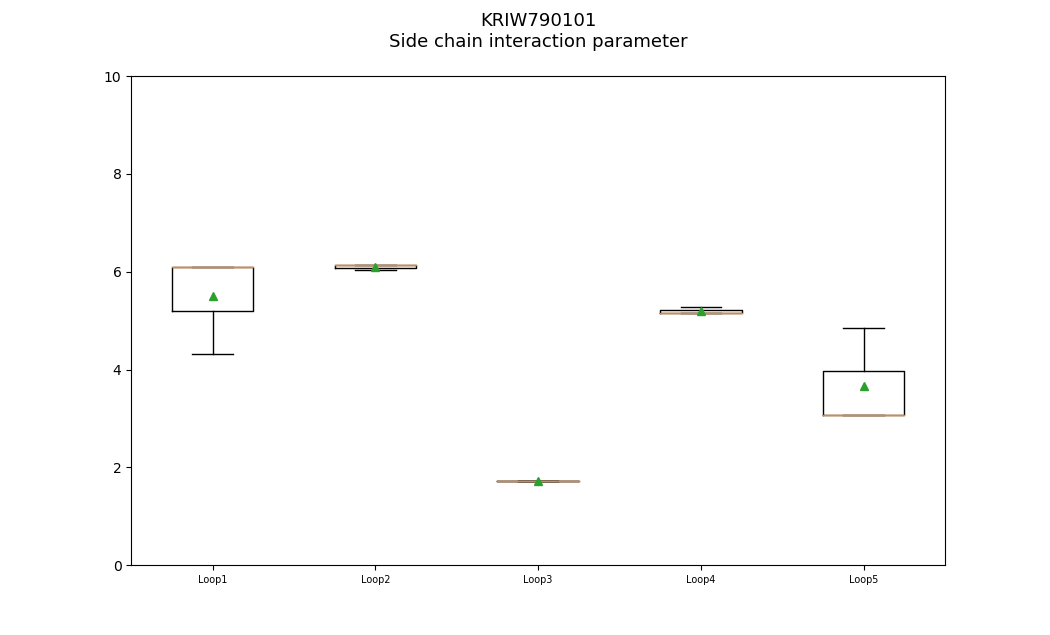 KRIW790101
Side chain interaction parameter
10
8
6
4
2
0
Loop1
Loop2
Loop3
Loop4
Loop5